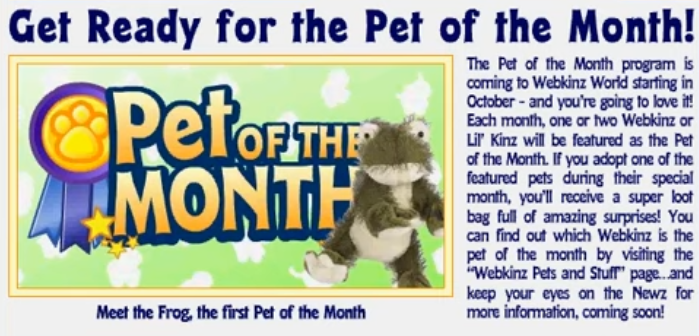 Get Ready for the Pet of the Month!
Pet OF THE
MONTH
Meet the Frog, the first Pet of the Month
The Pet of the Month program is
coming to Webkinz World starting in
October - and you're going to love it!
Each month, one or two Webkinz or
Lil' Kinz will be featured as the Pet
of the Month. If you adopt one of the
featured pets during their special
month, you'll receive a super loot
bag full of amazing surprises! You
can find out which Webkinz is the
pet of the month by visiting the
"Webkinz Pets and Stuff" page...and
keep your eyes on the Newz for
more information, coming soon!